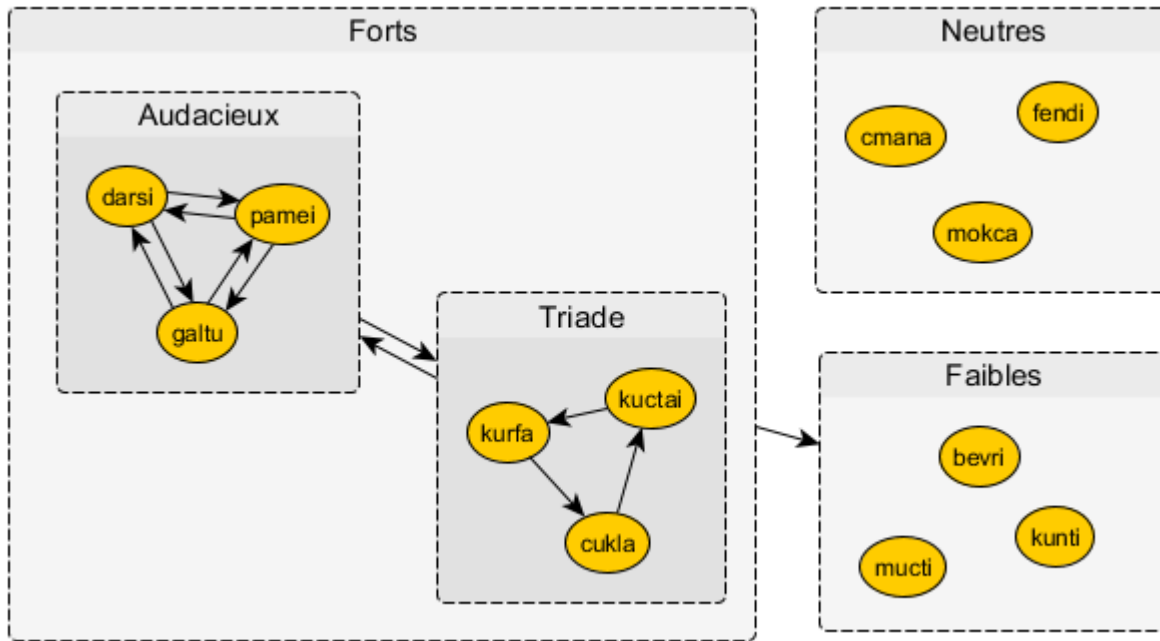 Forts
Audacieux
darsi
pamei
galtu
Triade
kuctai
kurfa
cukla
Neutres
fendi
cmana
mokca
Faibles
bevri
kunti
mucti